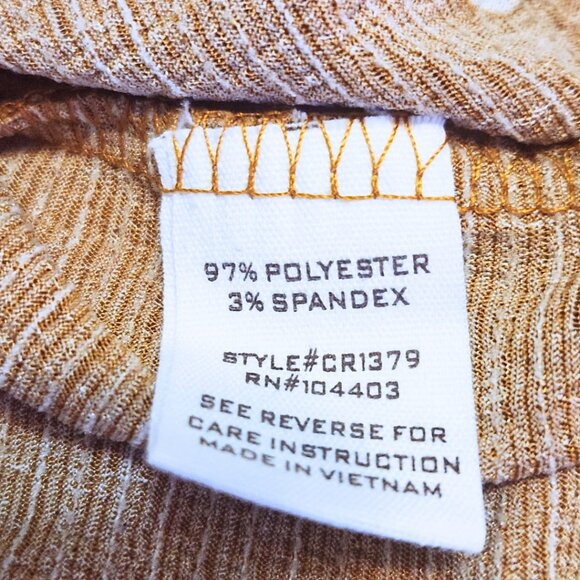 97% POLYESTER
3% SPANDEX
STYLE#CR1379
RN#104403
SEE REVERSE FOR
CARE INSTRUCTION
MADE IN VIETNAM